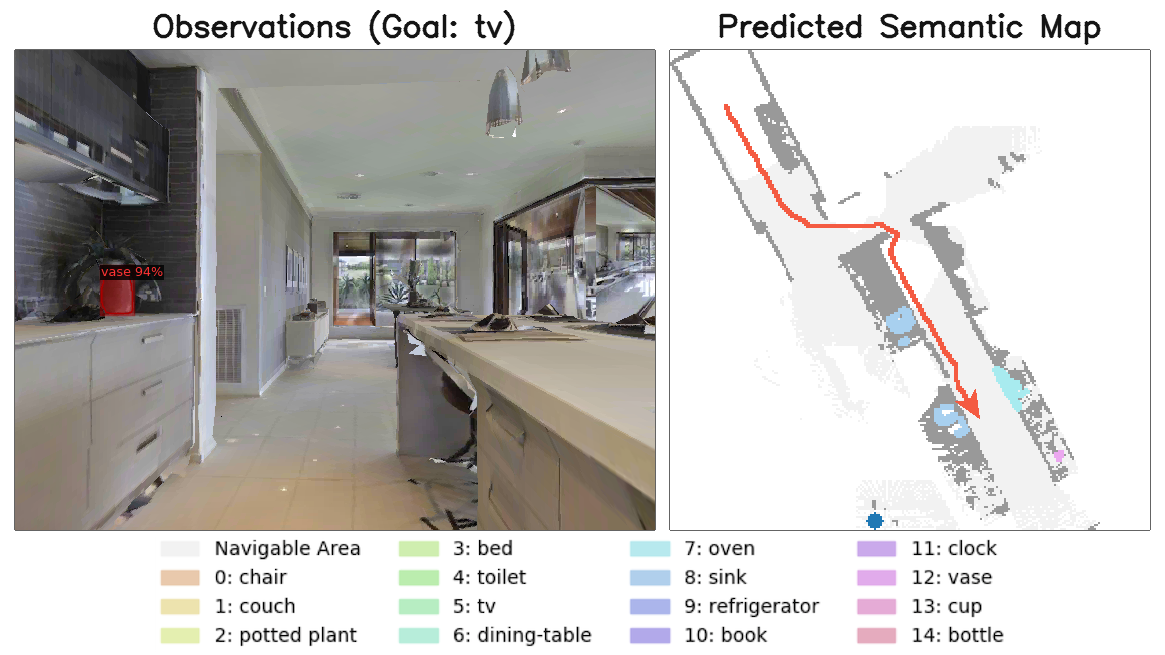 Observations (Goal: tv)
Predicted Semantic Map
vase 94%
Navigable Area
0: chair
1: couch
2: potted plant
3: bed
4: toilet
5: tv
6: dining-table
7: oven
8: sink
9: refrigerator
10: book
11: clock
12: vase
13: cup
14: bottle